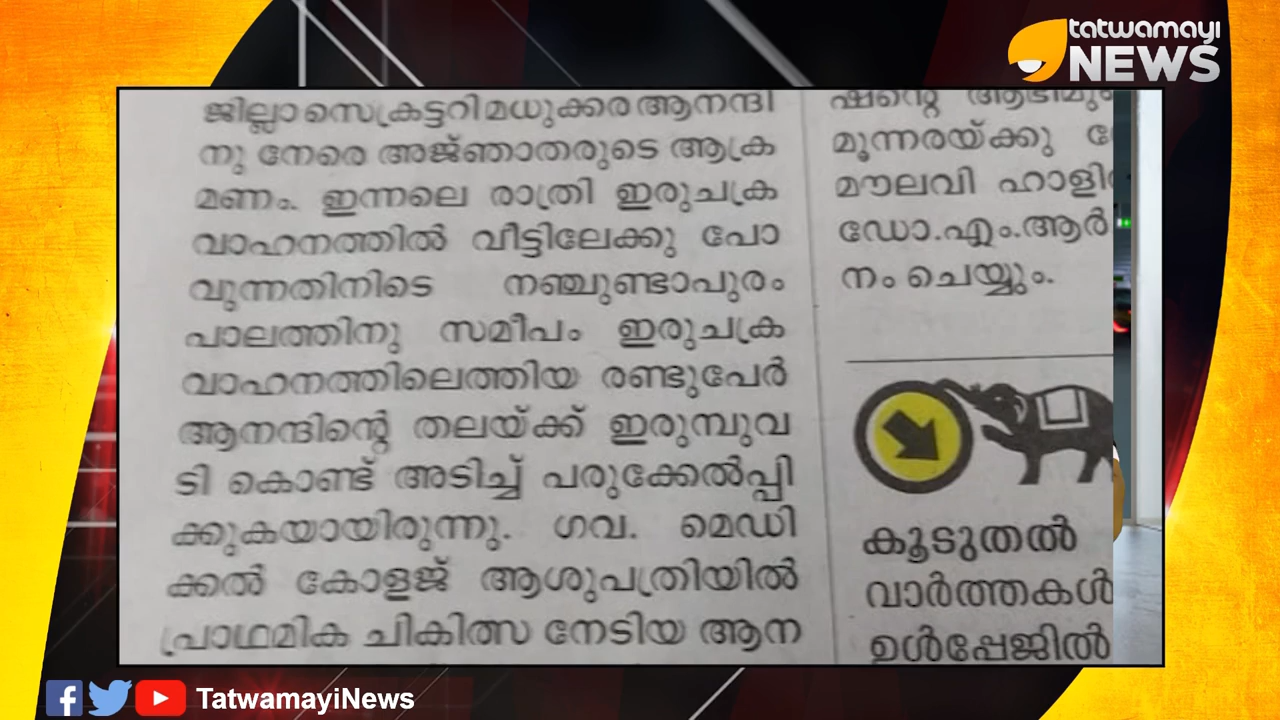 tatwamayi
NEWS
ജില്ലാ സെക്രട്ടറി മധുക്കര ആനന്ദി
നു നേരെ അജ്ഞാതരുടെ ആക്ര
മണം. ഇന്നലെ രാത്രി ഇരുചക്ര
വാഹനത്തിൽ വീട്ടിലേക്കു പോ
വുന്നതിനിടെ നഞ്ചുണ്ടാപുരം
പാലത്തിനു സമീപം ഇരുചക്ര
വാഹനത്തിലെത്തിയ രണ്ടുപേർ
ആനന്ദിന്റെ തലയ്ക്ക് ഇരുമ്പുവ
ടി കൊണ്ട് അടിച്ച് പരുക്കേൽപ്പി
ക്കുകയായിരുന്നു. ഗവ. മെഡി
ക്കൽ കോളജ് ആശുപത്രിയിൽ
പ്രാഥമിക ചികിത്സ നേടിയ ആന
ഷന്റെ
മൂന്നരയ്ക്കു
മൗലവി
ഡോ.എം.ആർ
നം ചെയ്യും.
കൂടുതൽ
വാർത്തകൾ
ഉൾപ്പേജിൽ
TatwamayiNews